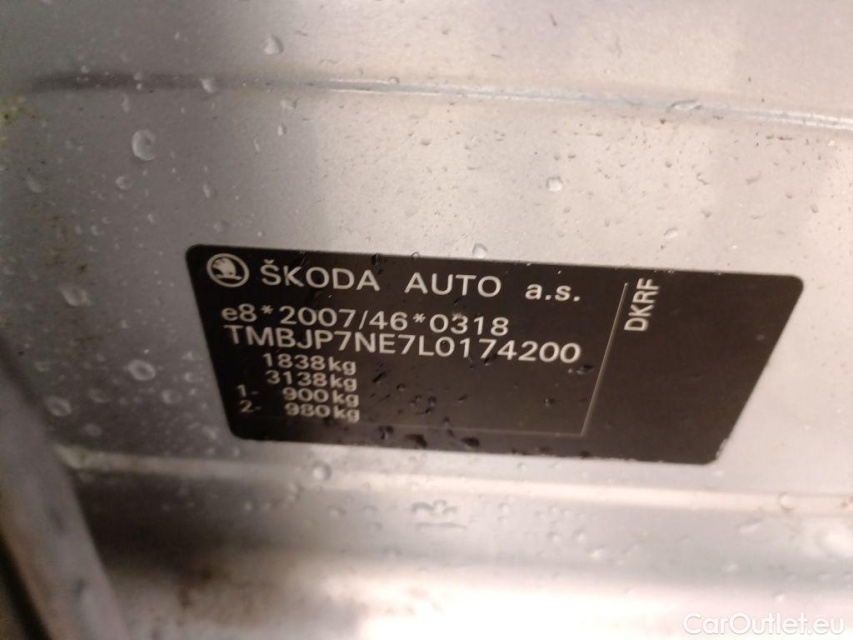 ŠKODA AUTO a.s.
e8*2007/46*0318
TMBJP7NE7L0174200
1838kg
3138kg
1- 900kg
2- 980kg
DKRF
CarOutlet.eu